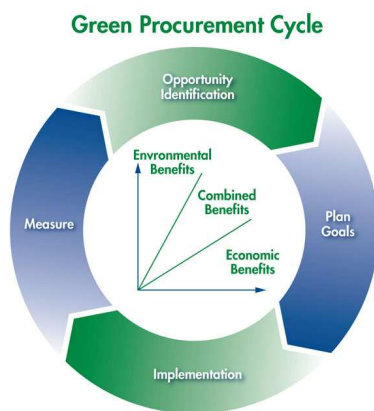 Green Procurement Cycle
Opportunity
Identification
Envronmental
Benefits
Combined
Benefits
Economic
Benefits
Measure
Plan
Goals
Implementation